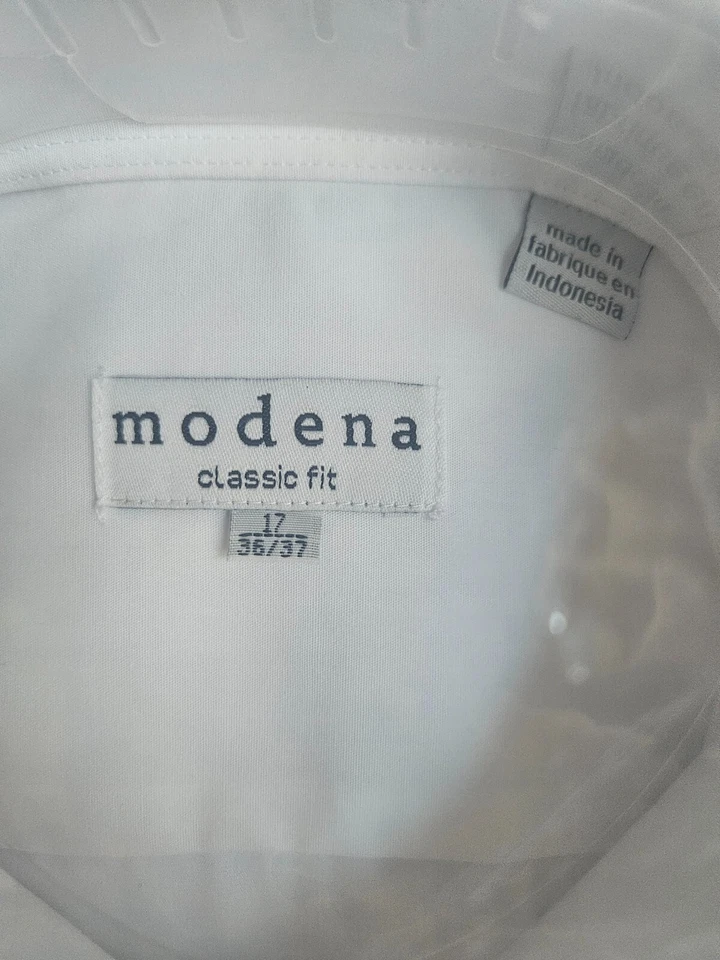 made in
fabrique en
Indonesia
modena
classic fit
17
36/37